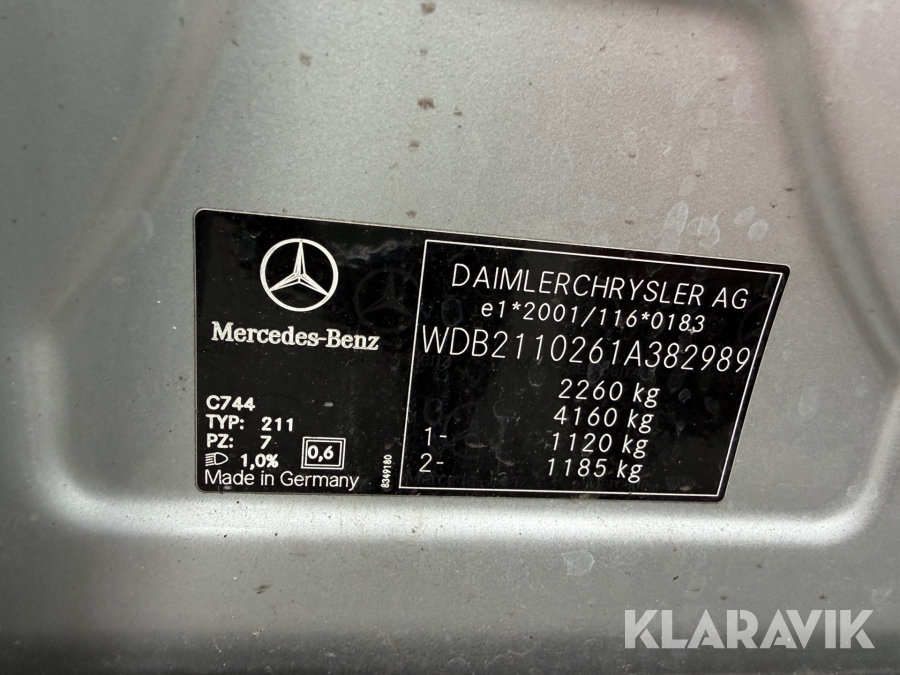 Mercedes-Benz
C744
TYP: 211
PZ: 7
1,0%
0,6
Made in Germany
8349180
DAIMLERCHRYSLER AG
e1*2001/116*0183
WDB2110261A382989
2260 kg
4160 kg
1- 1120 kg
2- 1185 kg
KLARAVIK